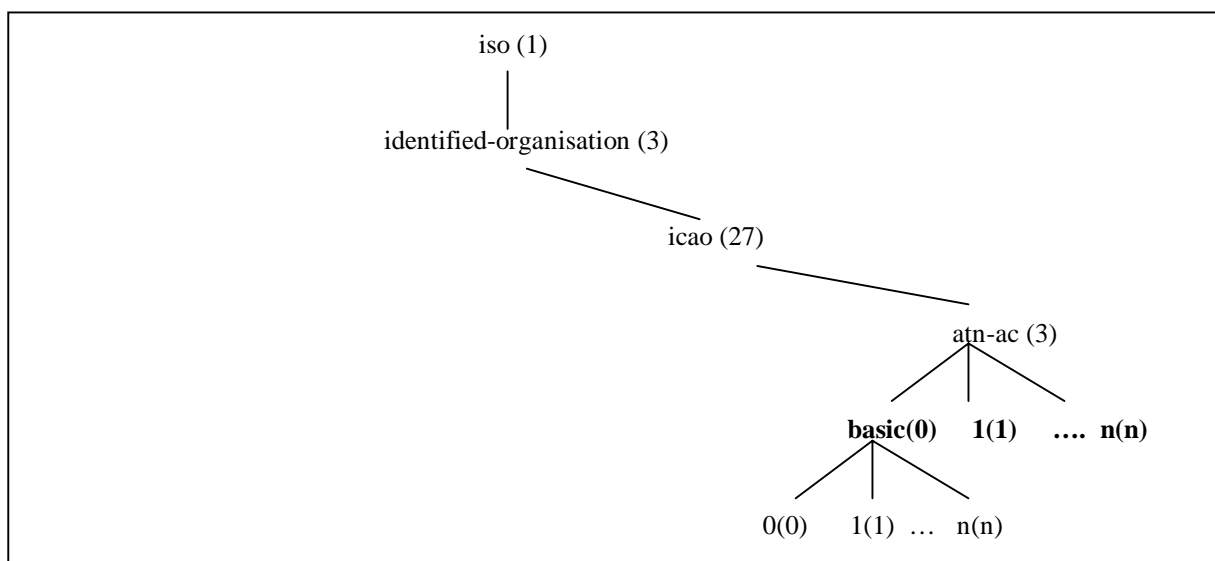 iso (1)
identified-organisation (3)
icao (27)
atn-ac (3)
basic(0) 1(1) …. n(n)
0(0) 1(1) … n(n)